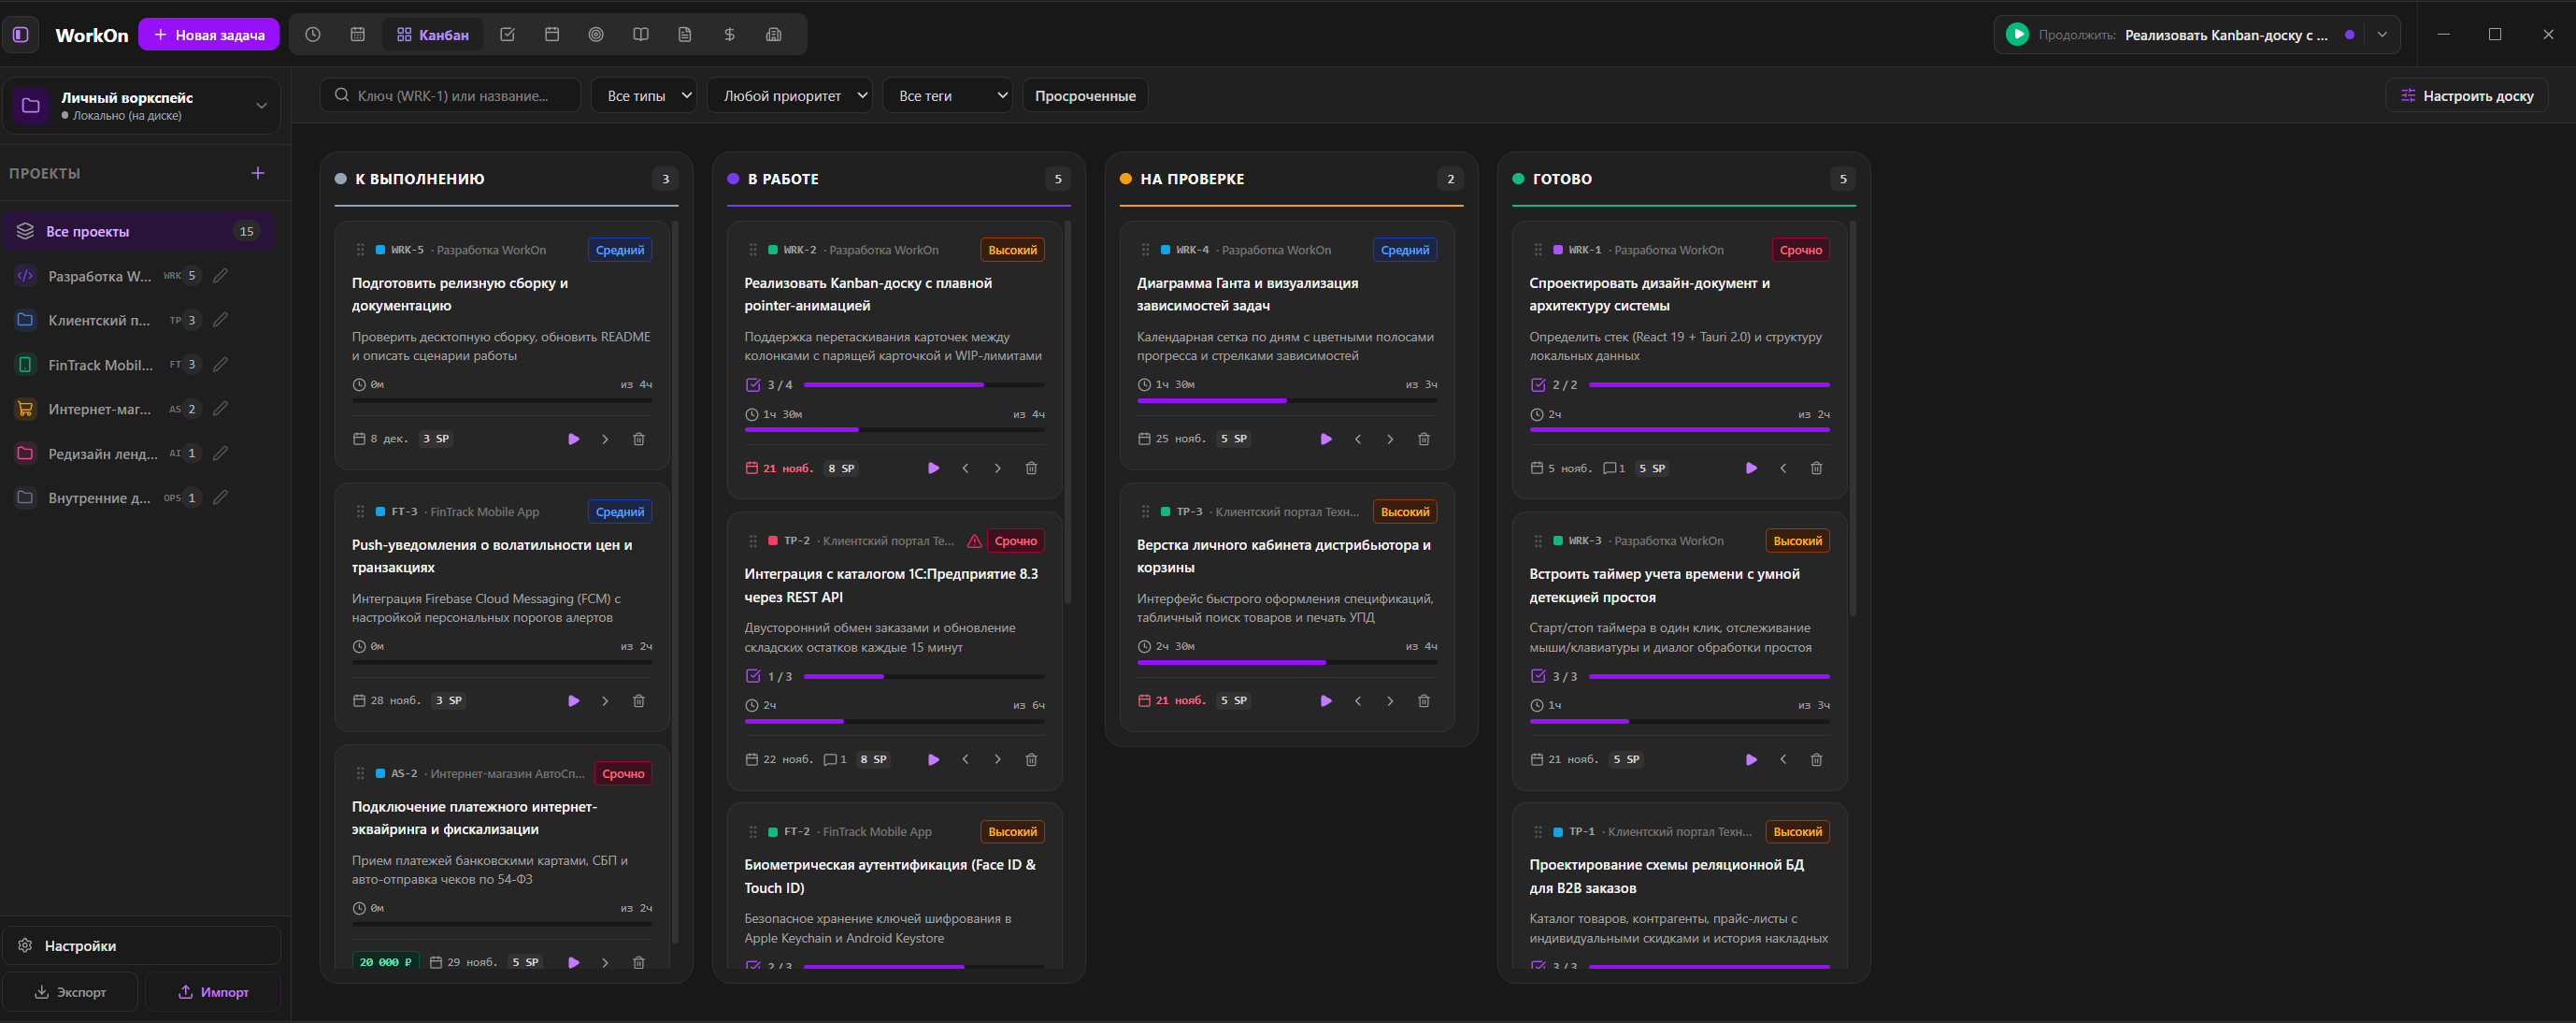 WorkOn
Новая задача
Канбан
Продолжить: Реализовать Kanban-доску с ...
Личный воркспейс
Локально (на диске)
Ключ (WRK-1) или название...
Все типы
Любой приоритет
Все теги
Просроченные
Настроить доску
ПРОЕКТЫ
Все проекты 15
Разработка W... WRK 5
Клиентский п... TP 3
FinTrack Mobil... FT 3
Интернет-маг... AS 2
Редизайн ленд... AI 1
Внутренние д... OPS 1
Настройки
Экспорт
Импорт
К ВЫПОЛНЕНИЮ 3
WRK-5 · Разработка WorkOn Средний
Подготовить релизную сборку и
документацию
Проверить десктопную сборку, обновить README
и описать сценарии работы
0м из 4ч
8 дек. 3 SP
FT-3 · FinTrack Mobile App Средний
Push-уведомления о волатильности цен и
транзакциях
Интеграция Firebase Cloud Messaging (FCM) с
настройкой персональных порогов алертов
0м из 2ч
28 нояб. 3 SP
AS-2 · Интернет-магазин АвтоСп... Срочно
Подключение платежного интернет-
эквайринга и фискализации
Прием платежей банковскими картами, СБП и
авто-отправка чеков по 54-ФЗ
0м из 2ч
20 000 ₽ 29 нояб. 5 SP
В РАБОТЕ 5
WRK-2 · Разработка WorkOn Высокий
Реализовать Kanban-доску с плавной
pointer-анимацией
Поддержка перетаскивания карточек между
колонками с парящей карточкой и WIP-лимитами
3 / 4
1ч 30м из 4ч
21 нояб. 8 SP
TP-2 · Клиентский портал Те... Срочно
Интеграция с каталогом 1С:Предприятие 8.3
через REST API
Двусторонний обмен заказами и обновление
складских остатков каждые 15 минут
1 / 3
2ч из 6ч
22 нояб. 1 8 SP
FT-2 · FinTrack Mobile App Высокий
Биометрическая аутентификация (Face ID &
Touch ID)
Безопасное хранение ключей шифрования в
Apple Keychain и Android Keystore
2 / 3
НА ПРОВЕРКЕ 2
WRK-4 · Разработка WorkOn Средний
Диаграмма Ганта и визуализация
зависимостей задач
Календарная сетка по дням с цветными полосами
прогресса и стрелками зависимостей
1ч 30м из 3ч
25 нояб. 5 SP
TP-3 · Клиентский портал Техн... Высокий
Верстка личного кабинета дистрибьютора и
корзины
Интерфейс быстрого оформления спецификаций,
табличный поиск товаров и печать УПД
2ч 30м из 4ч
21 нояб. 5 SP
ГОТОВО 5
WRK-1 · Разработка WorkOn Срочно
Спроектировать дизайн-документ и
архитектуру системы
Определить стек (React 19 + Tauri 2.0) и структуру
локальных данных
2 / 2
2ч из 2ч
5 нояб. 1 5 SP
WRK-3 · Разработка WorkOn Высокий
Встроить таймер учета времени с умной
детекцией простоя
Старт/стоп таймера в один клик, отслеживание
мыши/клавиатуры и диалог обработки простоя
3 / 3
1ч из 3ч
21 нояб. 5 SP
TP-1 · Клиентский портал Техн... Высокий
Проектирование схемы реляционной БД
для B2B заказов
Каталог товаров, контрагенты, прайс-листы с
индивидуальными скидками и история накладных
3 / 3